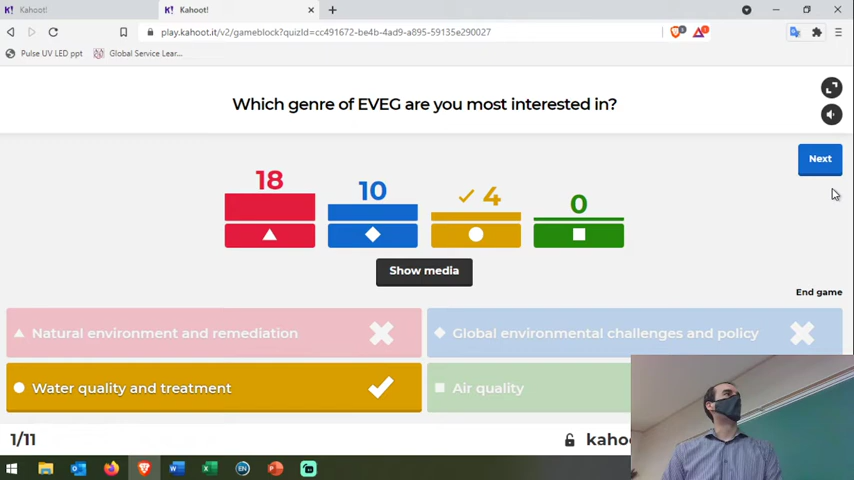 Kahoot!
Kahoot!
play.kahoot.it/v2/gameblock?quizId=cc491672-be4b-4ad9-a895-59135e290027
Pulse UV LED ppt
Global Service Lear...
Which genre of EVEG are you most interested in?
Next
18
10
4
0
Show media
End game
Natural environment and remediation
Global environmental challenges and policy
Water quality and treatment
Air quality
1/11
kahoo